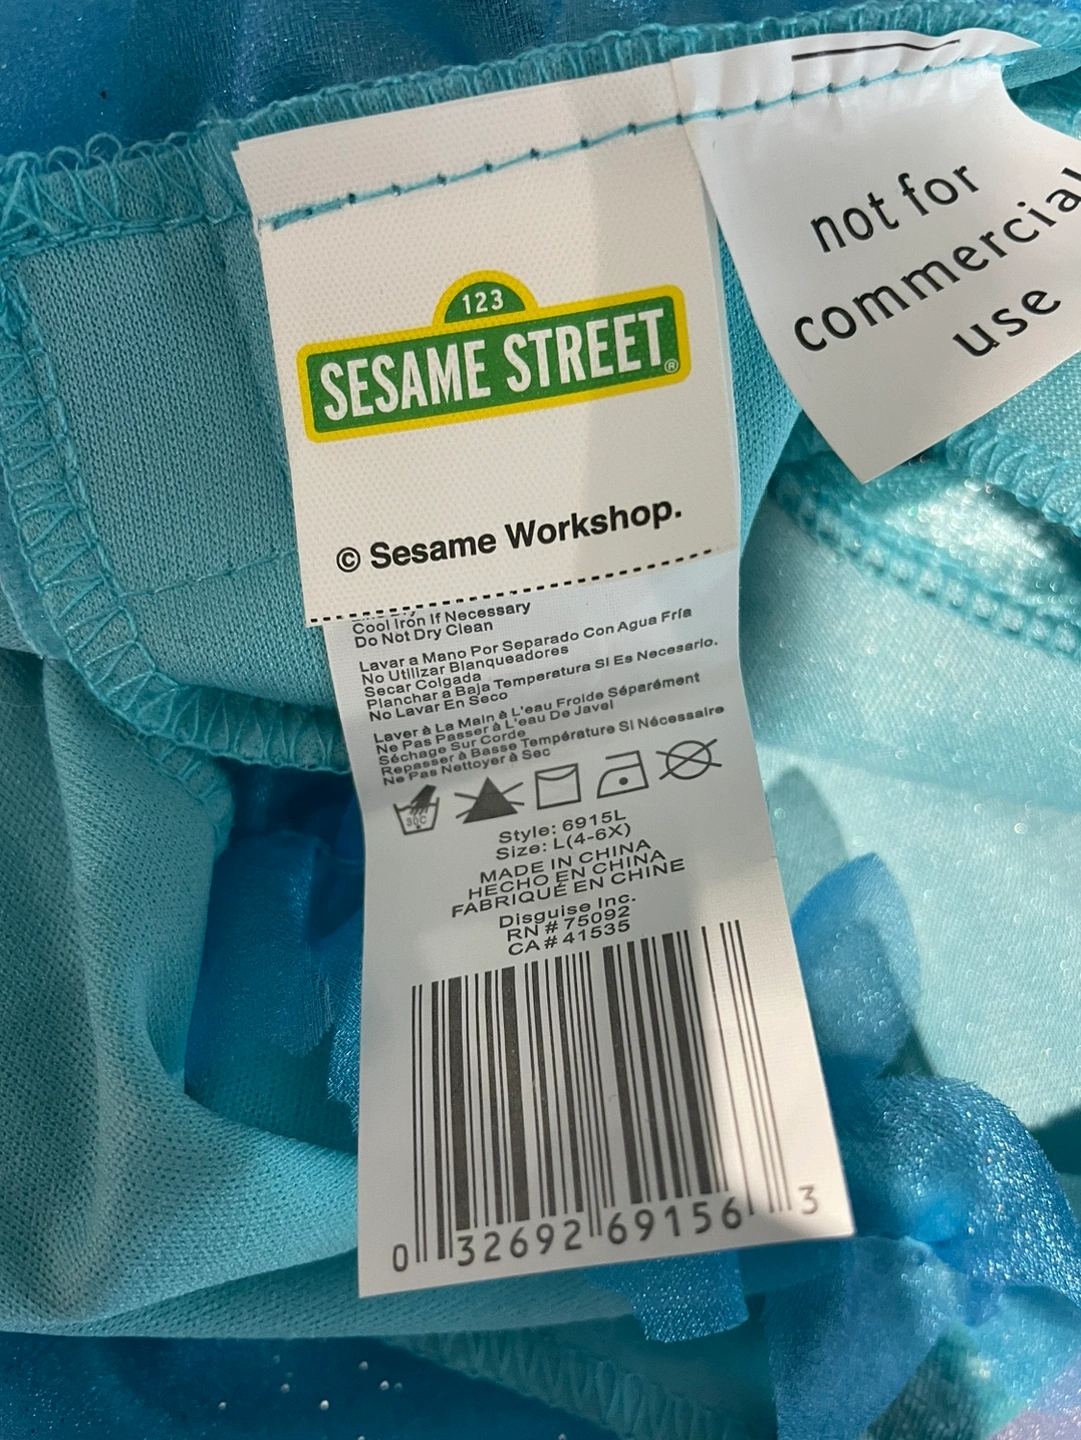 123
SESAME STREET®
© Sesame Workshop.
not for
commercial
use
Cool Iron If Necessary
Do Not Dry Clean
Lavar a Mano Por Separado Con Agua Fría
No Utilizar Blanqueadores
Secar Colgada
Planchar a Baja Temperatura Si Es Necesario.
No Lavar En Seco
Laver à La Main à L'eau Froide Séparément
Ne Pas Passer à L'eau De Javel
Séchage Sur Corde
Repasser à Basse Température Si Nécessaire
Ne Pas Nettoyer à Sec
30C
Style: 6915L
Size: L(4-6X)
MADE IN CHINA
HECHO EN CHINA
FABRIQUÉ EN CHINE
Disguise Inc.
RN # 75092
CA # 41535
0 32692 69156 3